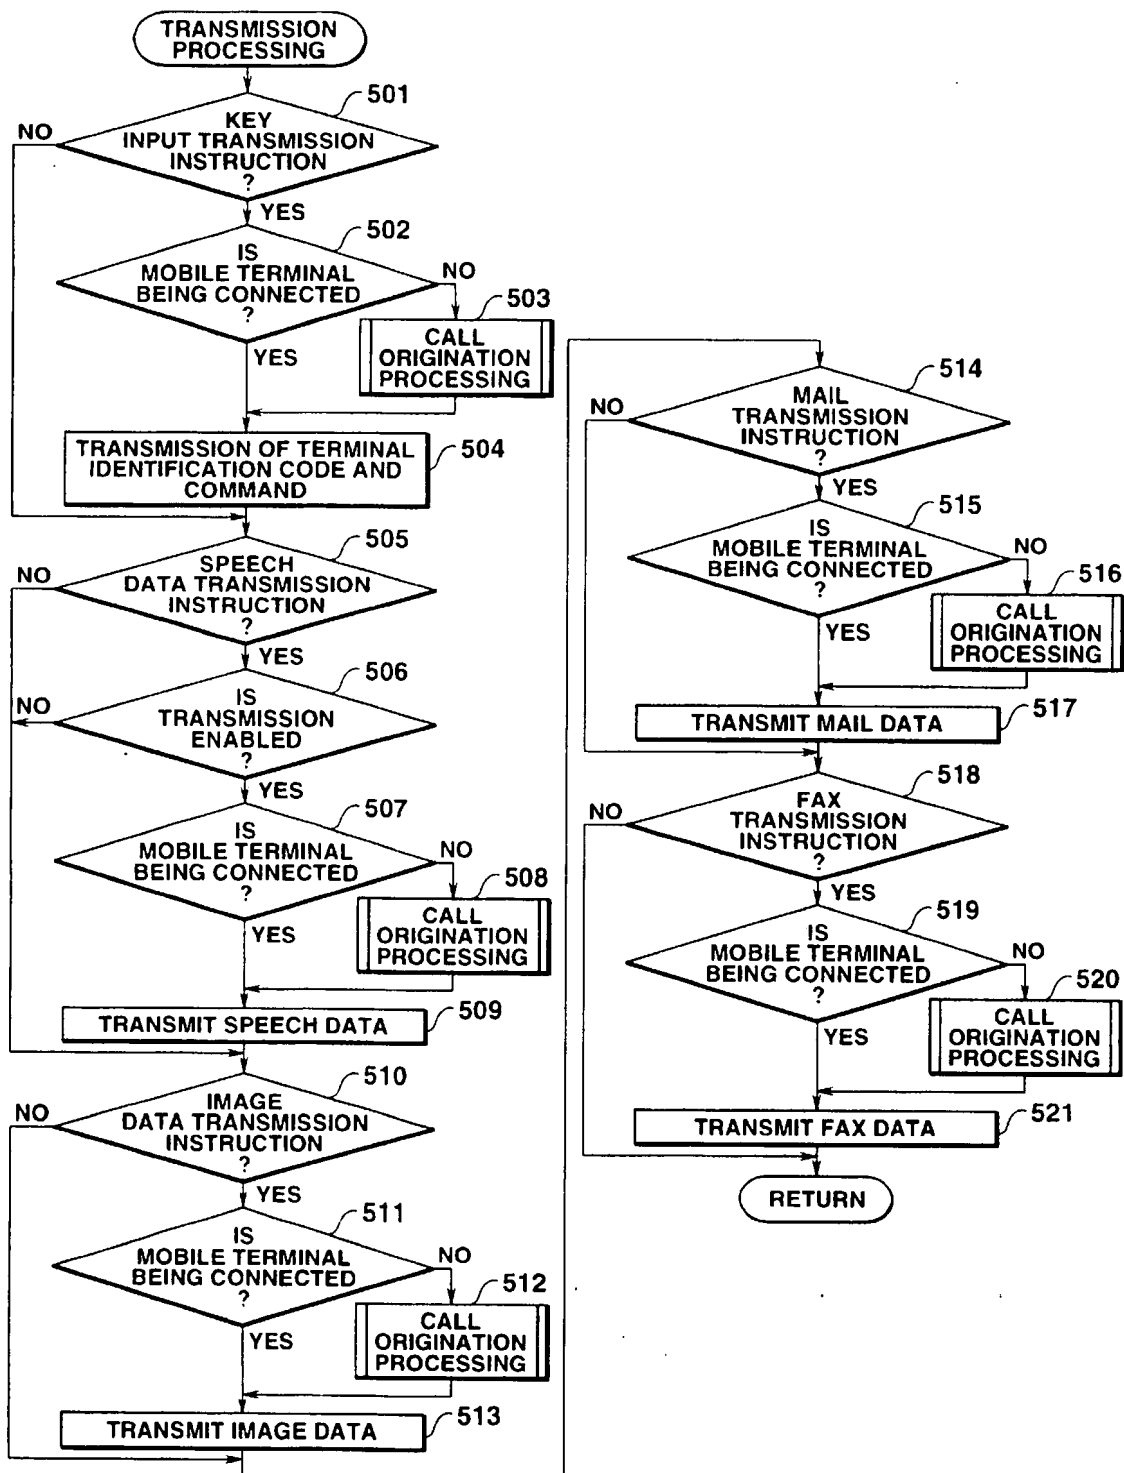 TRANSMISSION
PROCESSING
501
KEY
INPUT TRANSMISSION
INSTRUCTION
?
NO
YES
502
IS
MOBILE TERMINAL
BEING CONNECTED
?
NO
YES
503
CALL
ORIGINATION
PROCESSING
TRANSMISSION OF TERMINAL
IDENTIFICATION CODE AND
COMMAND
504
505
SPEECH
DATA TRANSMISSION
INSTRUCTION
?
NO
YES
506
IS
TRANSMISSION
ENABLED
?
NO
YES
507
IS
MOBILE TERMINAL
BEING CONNECTED
?
NO
YES
508
CALL
ORIGINATION
PROCESSING
TRANSMIT SPEECH DATA
509
510
IMAGE
DATA TRANSMISSION
INSTRUCTION
?
NO
YES
511
IS
MOBILE TERMINAL
BEING CONNECTED
?
NO
YES
512
CALL
ORIGINATION
PROCESSING
TRANSMIT IMAGE DATA
513
514
MAIL
TRANSMISSION
INSTRUCTION
?
NO
YES
515
IS
MOBILE TERMINAL
BEING CONNECTED
?
NO
YES
516
CALL
ORIGINATION
PROCESSING
TRANSMIT MAIL DATA
517
518
FAX
TRANSMISSION
INSTRUCTION
?
NO
YES
519
IS
MOBILE TERMINAL
BEING CONNECTED
?
NO
YES
520
CALL
ORIGINATION
PROCESSING
TRANSMIT FAX DATA
521
RETURN